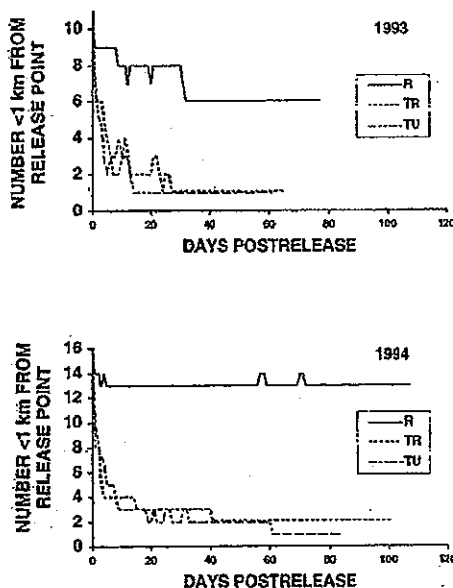 1993
NUMBER <1 km FROM
RELEASE POINT
10
8
6
4
2
0
R
TR
TU
0 20 40 60 80 100 120
DAYS POSTRELEASE
1994
NUMBER <1 km FROM
RELEASE POINT
16
14
12
10
8
6
4
2
0
R
TR
TU
0 20 40 60 80 100 120
DAYS POSTRELEASE